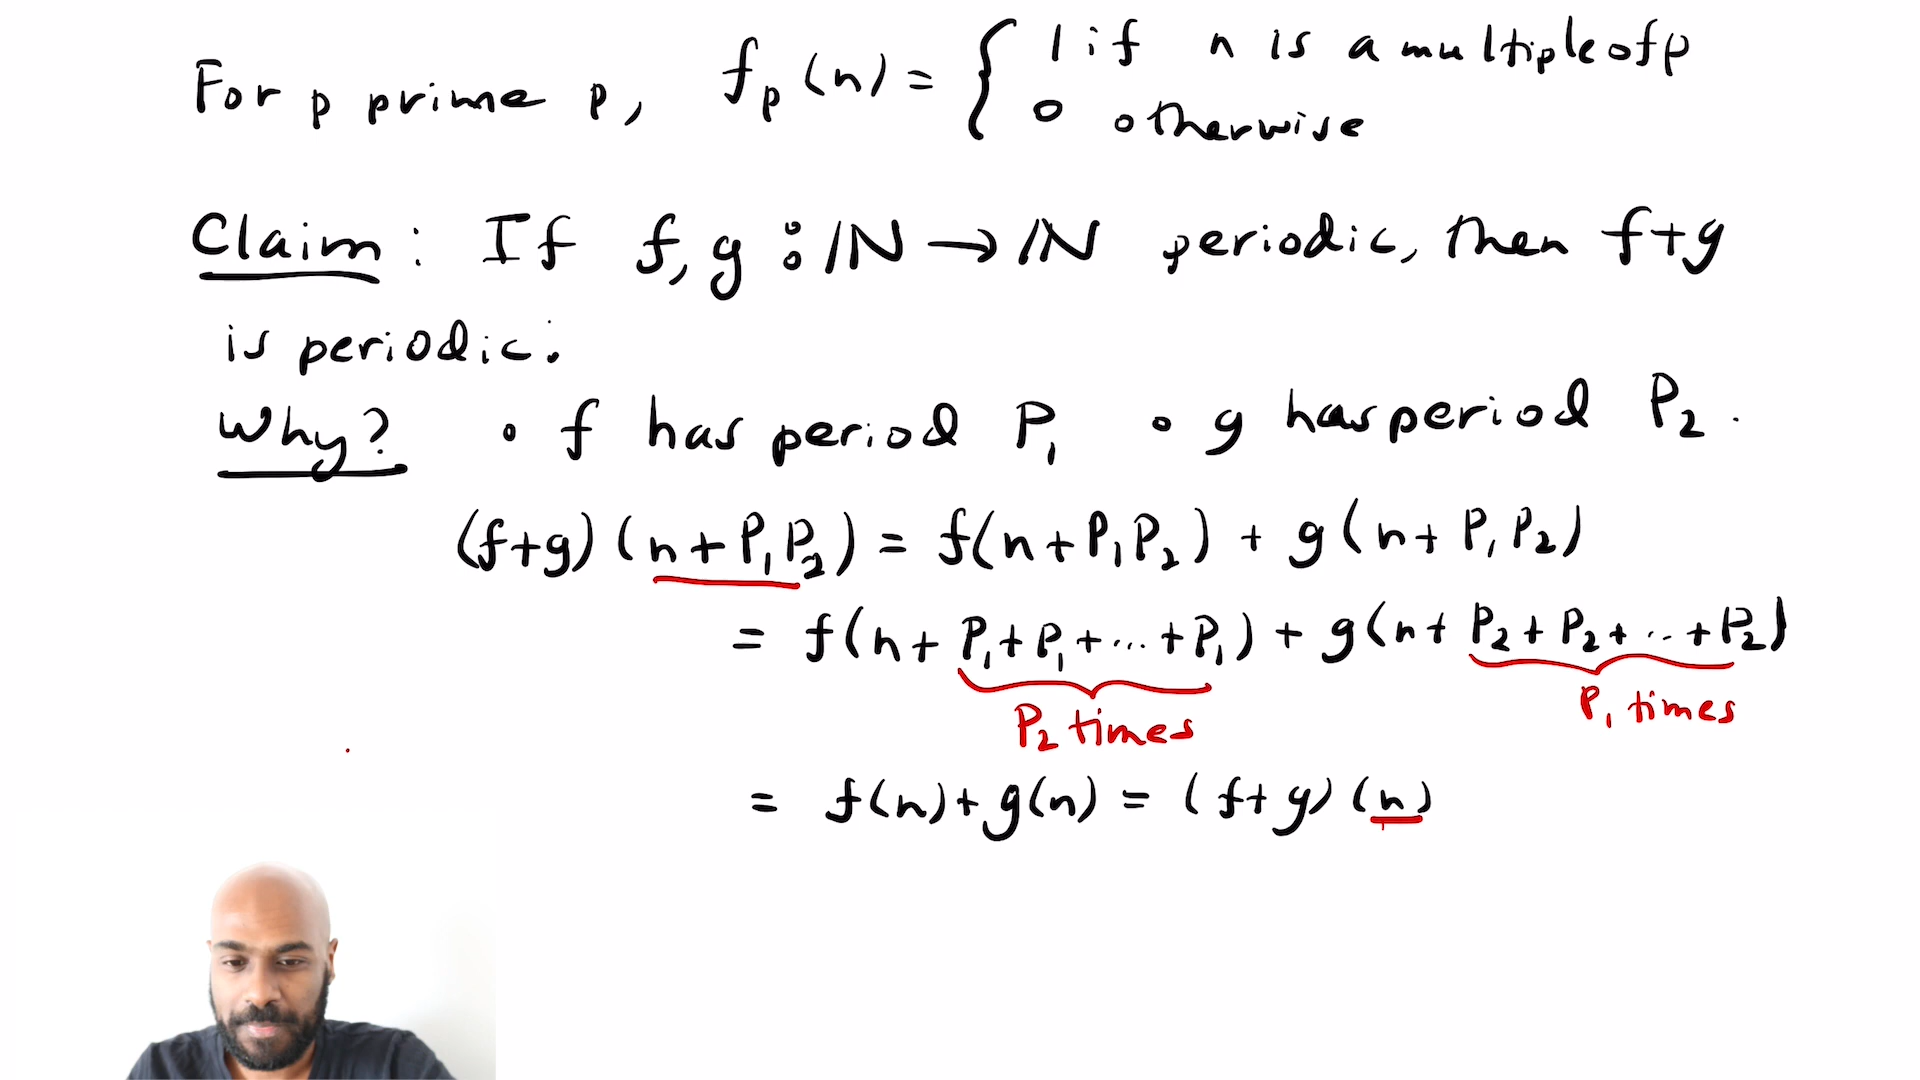 For p prime p, fₚ(n) = { 1 if n is a multiple of p
0 otherwise
Claim: If f, g : ℕ → ℕ periodic, then f+g
is periodic.
Why? • f has period P₁ • g has period P₂.
(f+g)(n+P₁P₂) = f(n+P₁P₂) + g(n+P₁P₂)
= f(n+P₁+P₁+...+P₁) + g(n+P₂+P₂+...+P₂)
P₂ times P₁ times
= f(n)+g(n) = (f+g)(n)